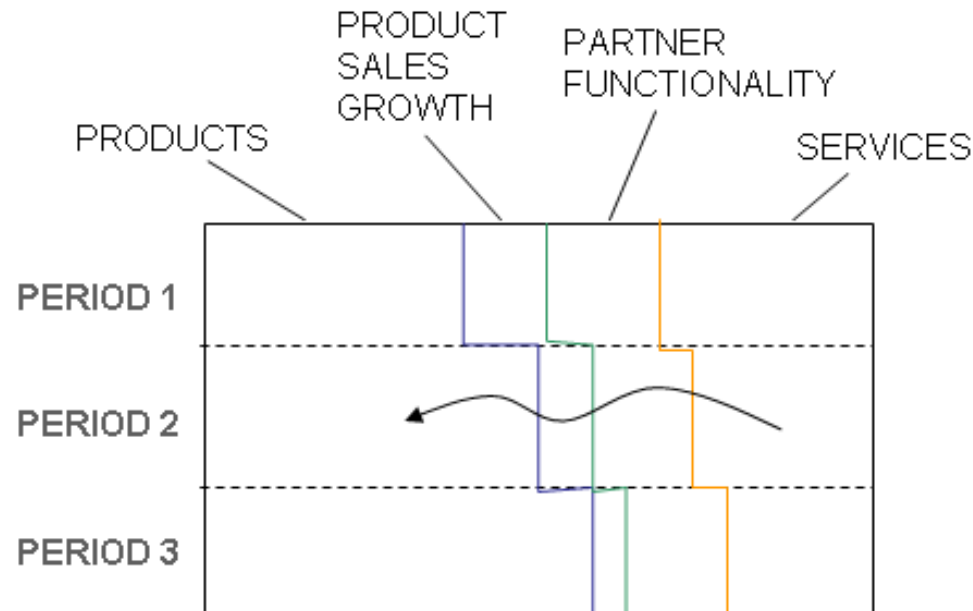 PRODUCT
SALES
GROWTH
PARTNER
FUNCTIONALITY
PRODUCTS
SERVICES
PERIOD 1
PERIOD 2
PERIOD 3